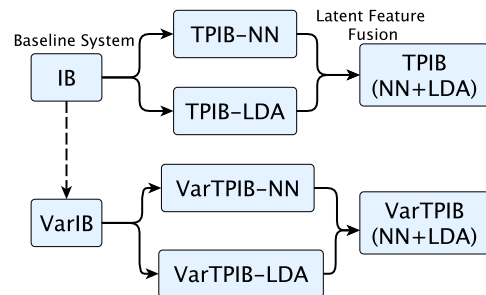 Baseline System
IB
TPIB-NN
TPIB-LDA
Latent Feature
Fusion
TPIB
(NN+LDA)
VarIB
VarTPIB-NN
VarTPIB-LDA
VarTPIB
(NN+LDA)